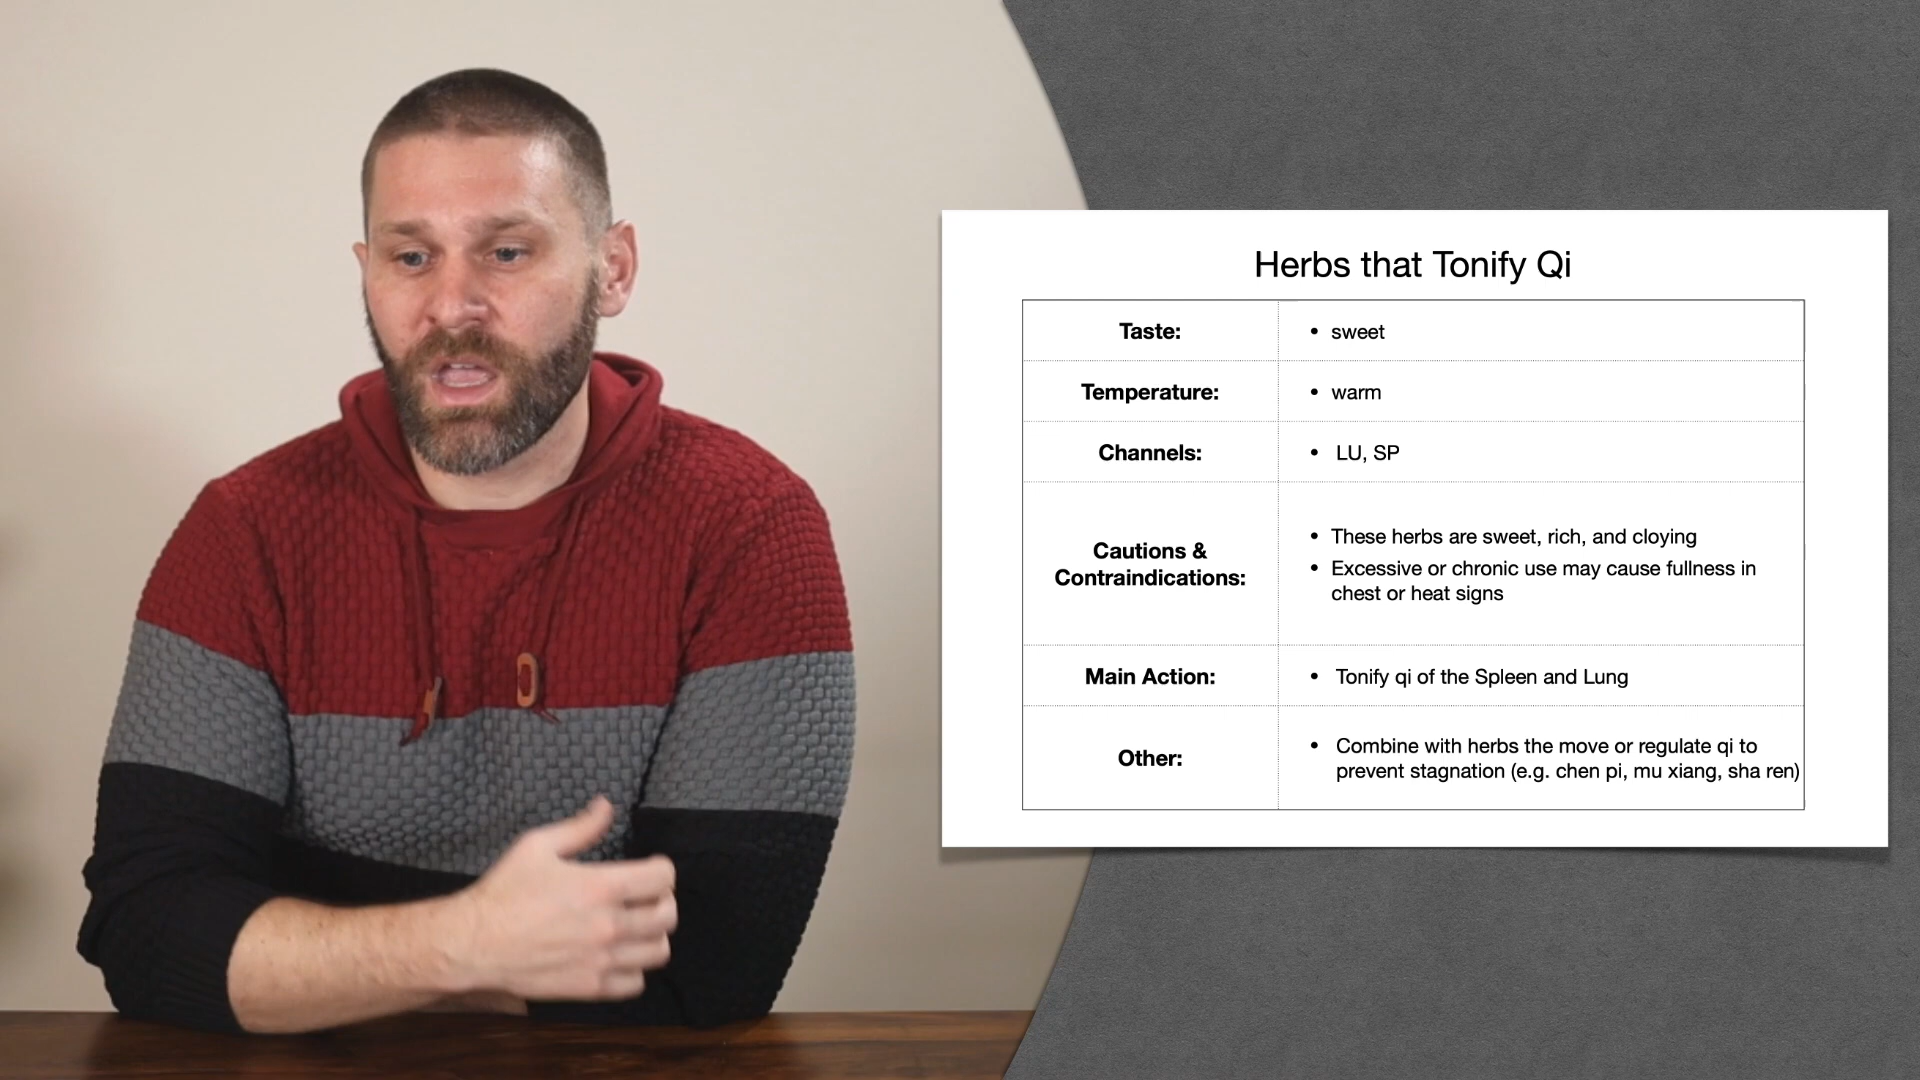 Herbs that Tonify Qi
Taste:
• sweet
Temperature:
• warm
Channels:
• LU, SP
Cautions &
Contraindications:
• These herbs are sweet, rich, and cloying
• Excessive or chronic use may cause fullness in
chest or heat signs
Main Action:
• Tonify qi of the Spleen and Lung
Other:
• Combine with herbs the move or regulate qi to
prevent stagnation (e.g. chen pi, mu xiang, sha ren)